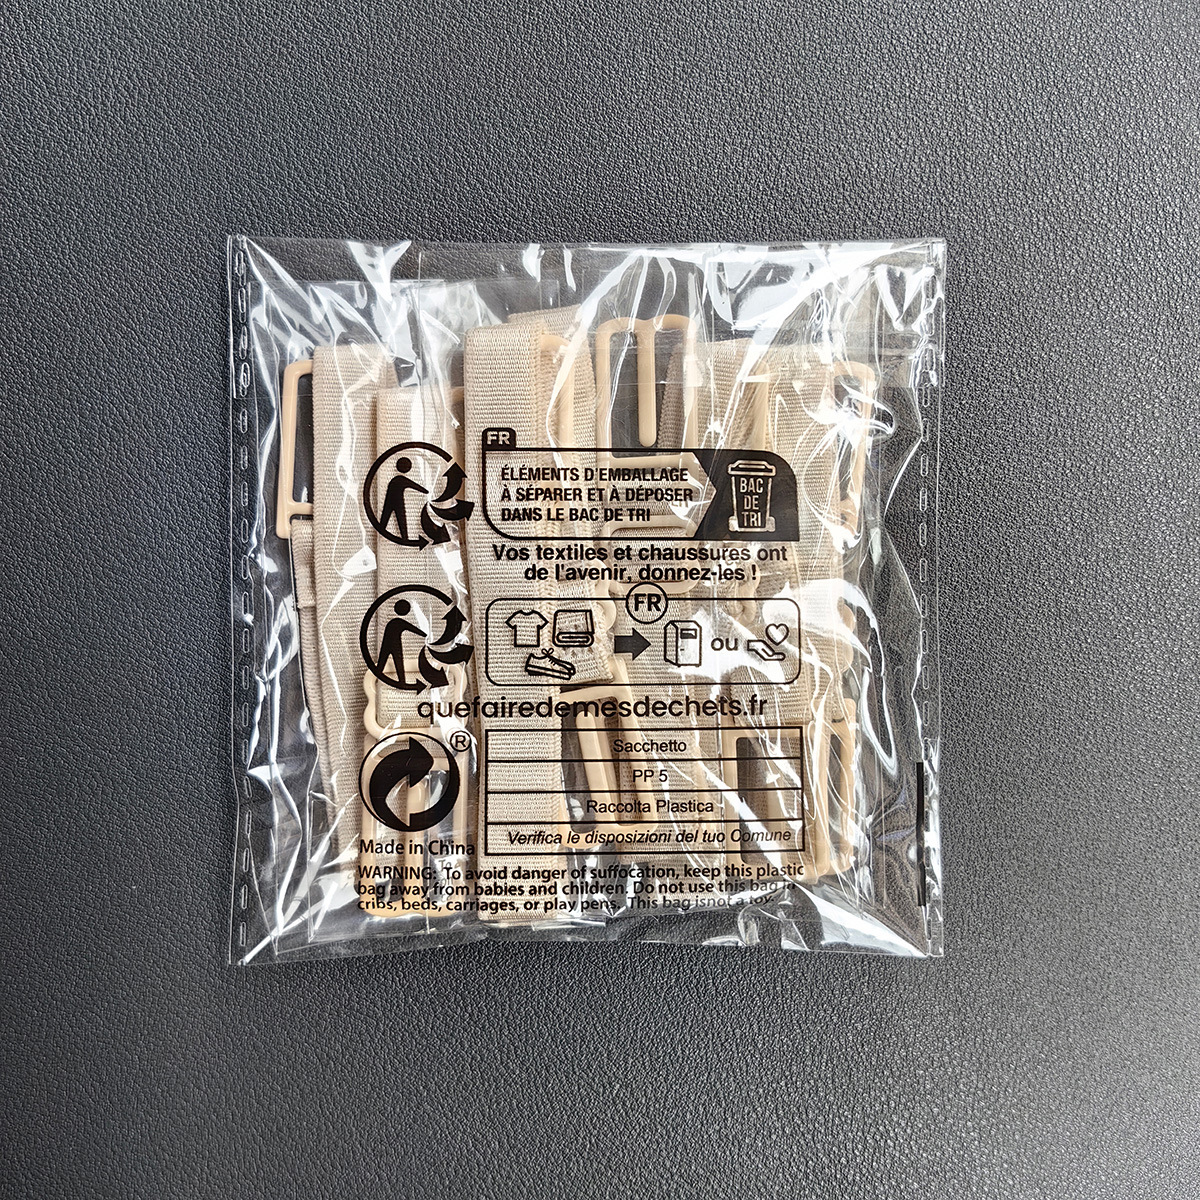 FR
ÉLÉMENTS D'EMBALLAGE
À SÉPARER ET À DÉPOSER
DANS LE BAC DE TRI
BAC
DE
TRI
Vos textiles et chaussures ont
de l'avenir, donnez-les !
FR
ou
quefairedemesdechets.fr
®
Sacchetto
PP 5
Raccolta Plastica
Verifica le disposizioni del tuo Comune
Made in China
WARNING: To avoid danger of suffocation, keep this plastic
bag away from babies and children. Do not use this bag in
cribs, beds, carriages, or play pens. This bag isnot a toy.